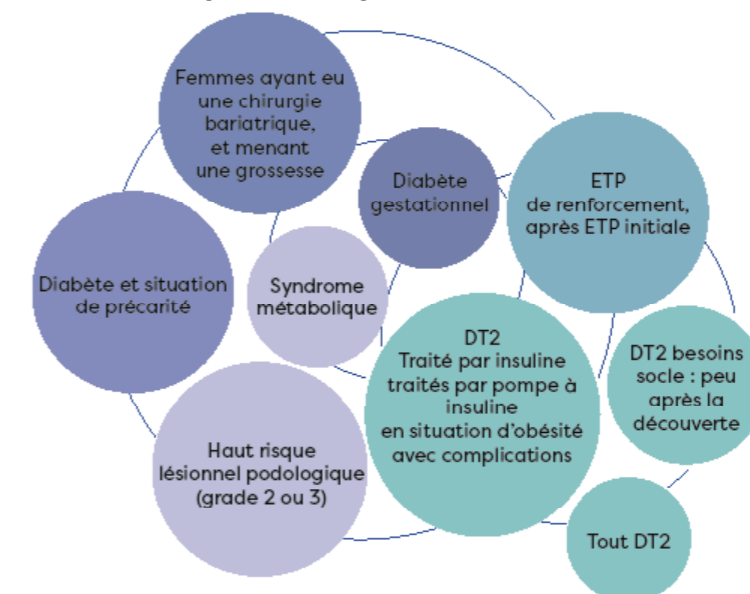 Femmes ayant eu
une chirurgie
bariatrique,
et menant
une grossesse
Diabète
gestationnel
ETP
de renforcement,
après ETP initiale
Diabète et situation
de précarité
Syndrome
métabolique
DT2
Traité par insuline
traités par pompe à
insuline
en situation d'obésité
avec complications
DT2 besoins
socle : peu
après la
découverte
Haut risque
lésionnel podologique
(grade 2 ou 3)
Tout DT2